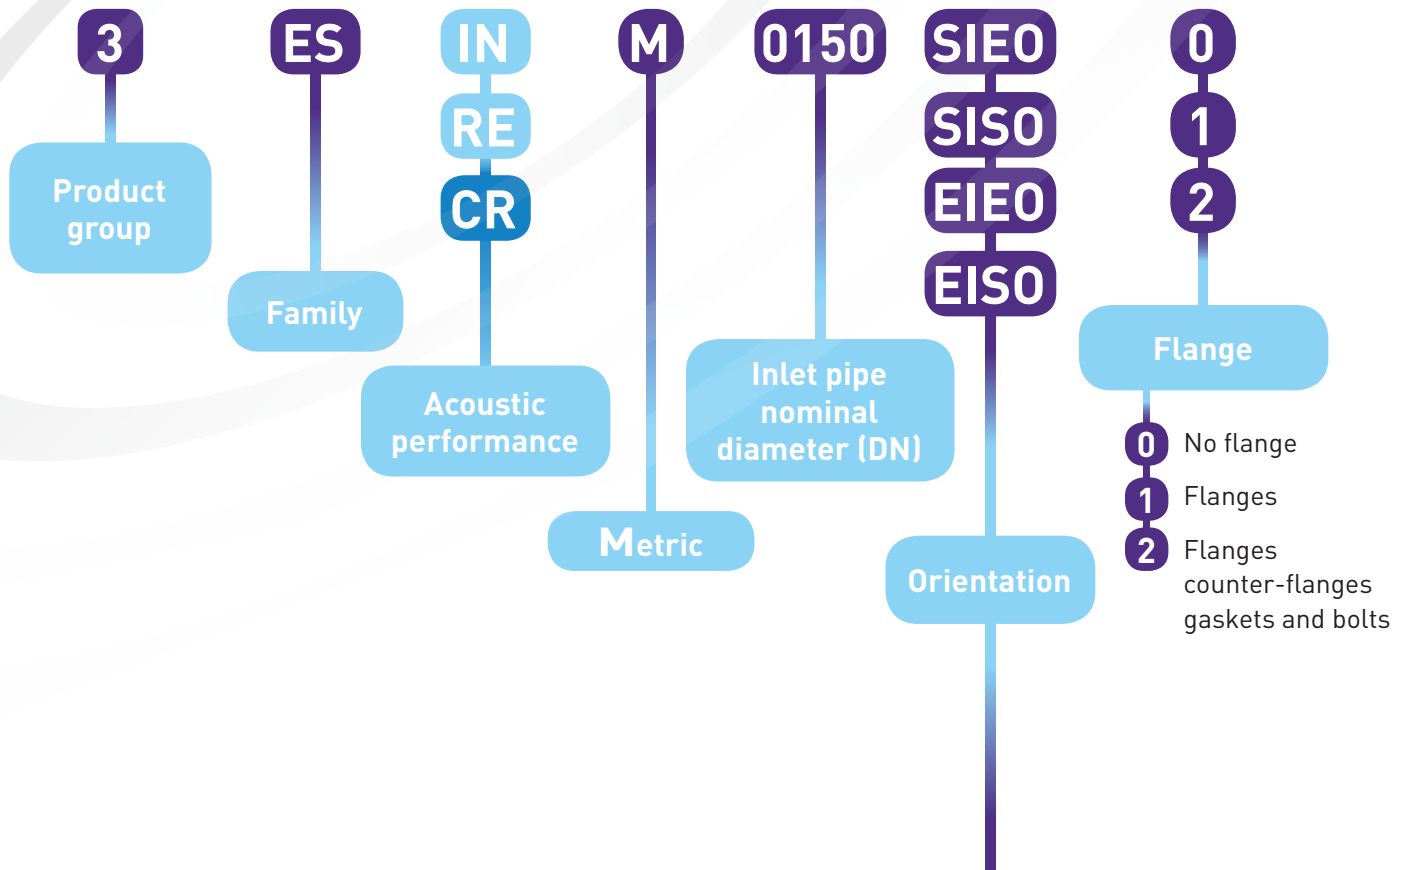 3 ES IN M 0150 SIEO 0
RE SISO 1
CR EIEO 2
EISO
Product
group
Family
Acoustic
performance
Metric
Inlet pipe
nominal
diameter (DN)
Orientation
Flange
0 No flange
1 Flanges
2 Flanges
counter-flanges
gaskets and bolts